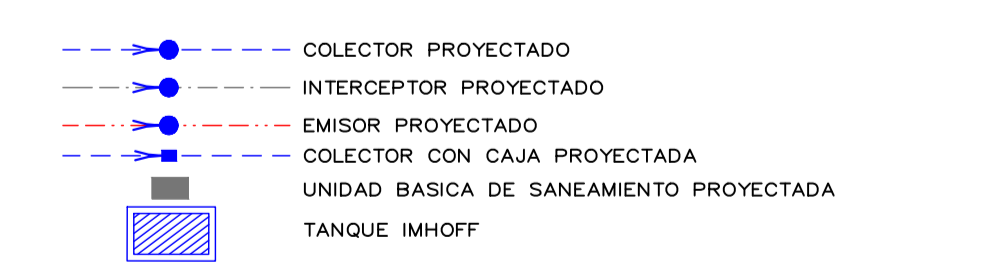 COLECTOR PROYECTADO
INTERCEPTOR PROYECTADO
EMISOR PROYECTADO
COLECTOR CON CAJA PROYECTADA
UNIDAD BASICA DE SANEAMIENTO PROYECTADA
TANQUE IMHOFF